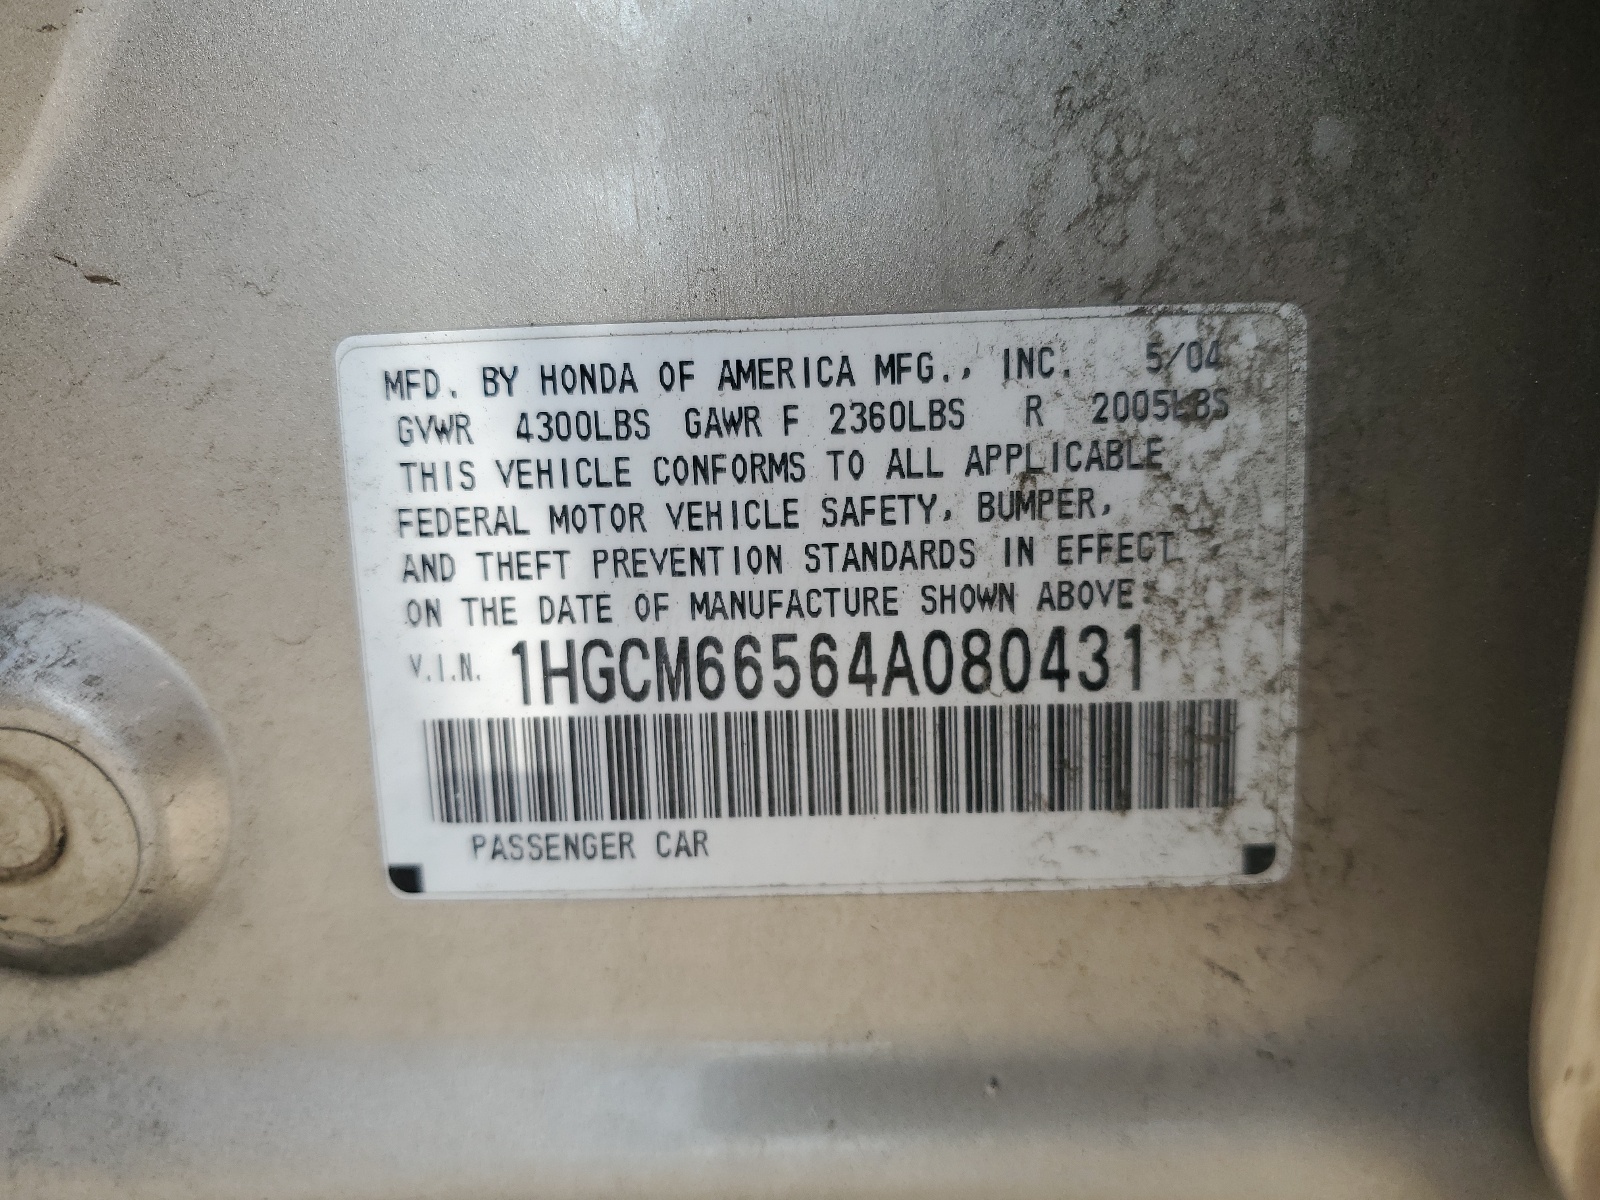 MFD. BY HONDA OF AMERICA MFG., INC. 5/04
GVWR 4300LBS GAWR F 2360LBS R 2005LBS
THIS VEHICLE CONFORMS TO ALL APPLICABLE
FEDERAL MOTOR VEHICLE SAFETY, BUMPER,
AND THEFT PREVENTION STANDARDS IN EFFECT
ON THE DATE OF MANUFACTURE SHOWN ABOVE.
V.I.N. 1HGCM66564A080431
PASSENGER CAR